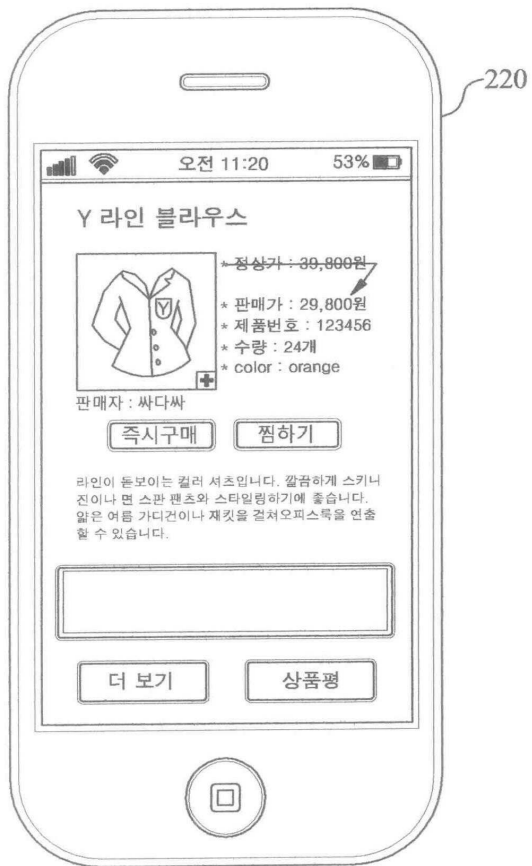 220
오전 11:20 53%
Y 라인 블라우스
* 정상가 : 39,800원
* 판매가 : 29,800원
* 제품번호 : 123456
* 수량 : 24개
* color : orange
Y
판매자 : 싸다싸
즉시구매 찜하기
라인이 돋보이는 컬러 셔츠입니다. 깔끔하게 스키니
진이나 면 스판 팬츠와 스타일링하기에 좋습니다.
얇은 여름 가디건이나 재킷을 걸쳐오피스룩을 연출
할 수 있습니다.
더 보기 상품평